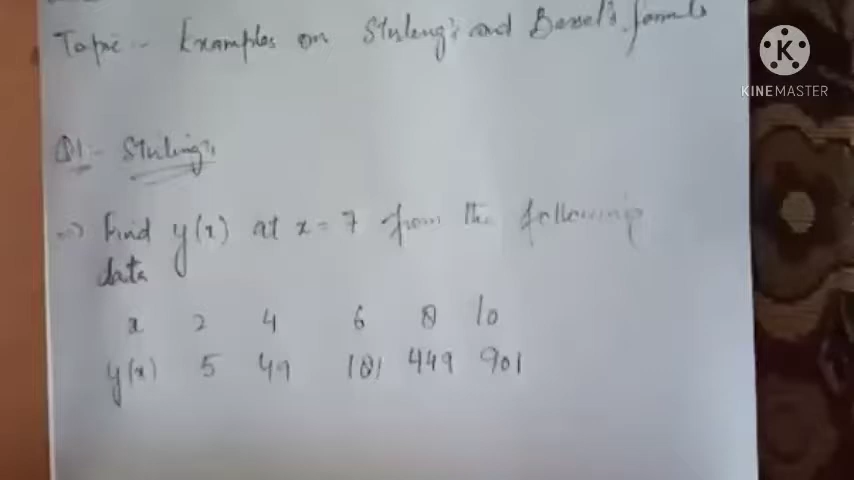 Topic - Examples on Stirling's and Bessel's formula
KINEMASTER
Q1 - Stirling's
=> Find y(x) at x = 7 from the following
data
x 2 4 6 8 10
y(x) 5 49 181 449 901